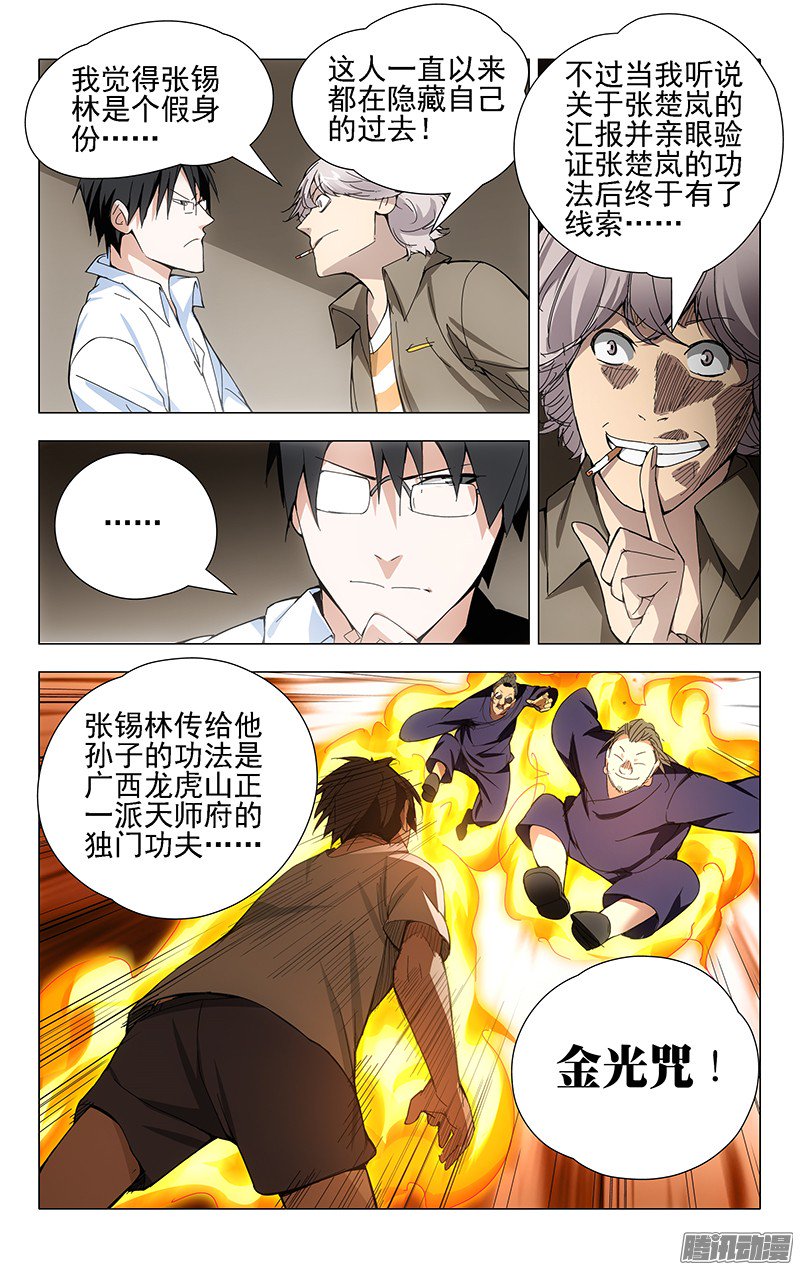 我觉得张锡
林是个假身
份……
这人一直以来
都在隐藏自己
的过去！
不过当我听说
关于张楚岚的
汇报并亲眼验
证张楚岚的功
法后终于有了
线索……
……
张锡林传给他
孙子的功法是
广西龙虎山正
一派天师府的
独门功夫……
金光咒！
腾讯动漫